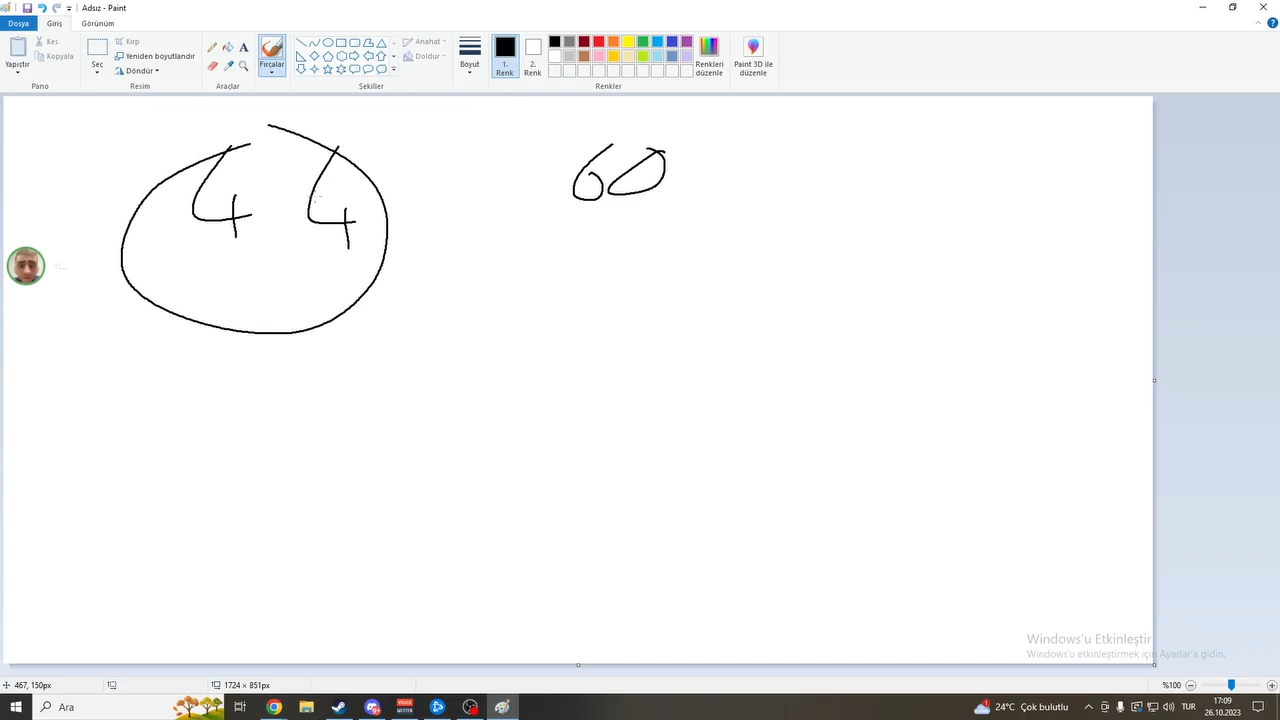 Adsız - Paint
Dosya Giriş Görünüm
Yapıştır
Kes
Kopyala
Pano
Seç
Kırp
Yeniden boyutlandır
Döndür
Resim
Araçlar
Fırçalar
Şekiller
Anahat
Doldur
Boyut
1. Renk
2. Renk
Renkler
Renkleri düzenle
Paint 3D ile düzenle
4 4 60
Windows'u Etkinleştir
Windows'u etkinleştirmek için Ayarlar'a gidin.
467, 150px 1724 × 851px %100
Ara
24°C Çok bulutlu TUR 17:09
26.10.2023